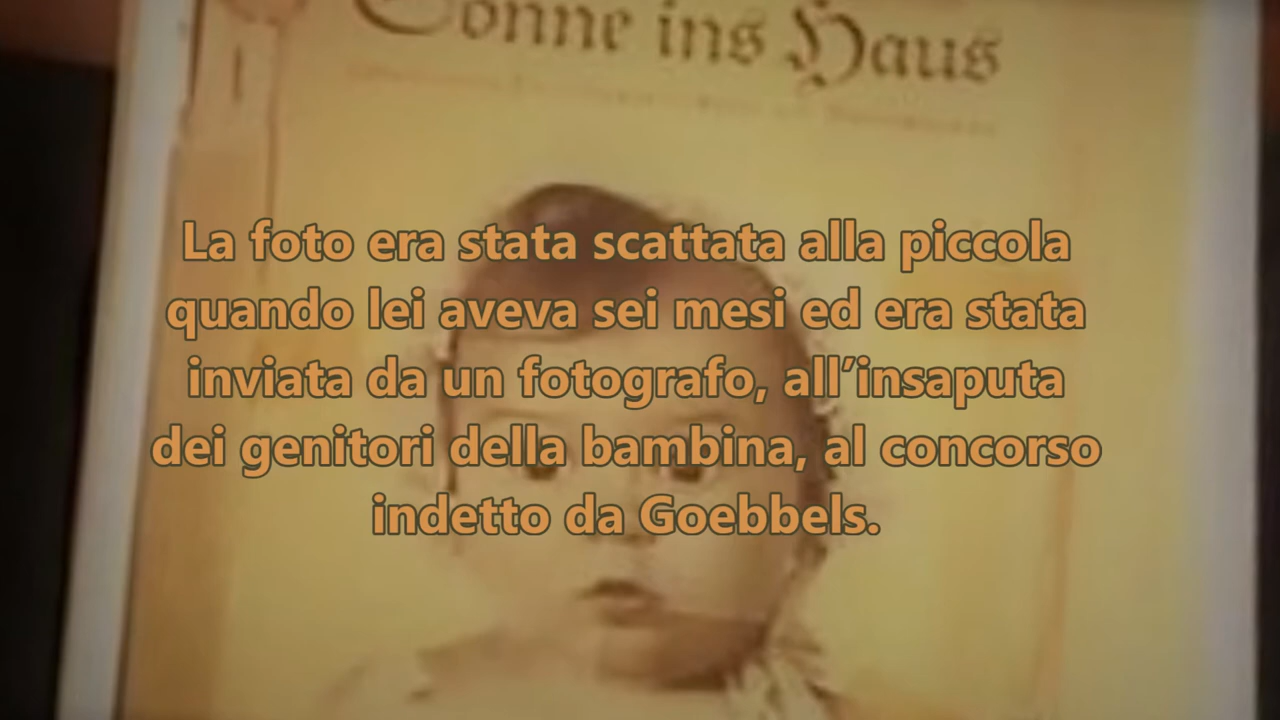 Sonne ins Haus
La foto era stata scattata alla piccola
quando lei aveva sei mesi ed era stata
inviata da un fotografo, all’insaputa
dei genitori della bambina, al concorso
indetto da Goebbels.